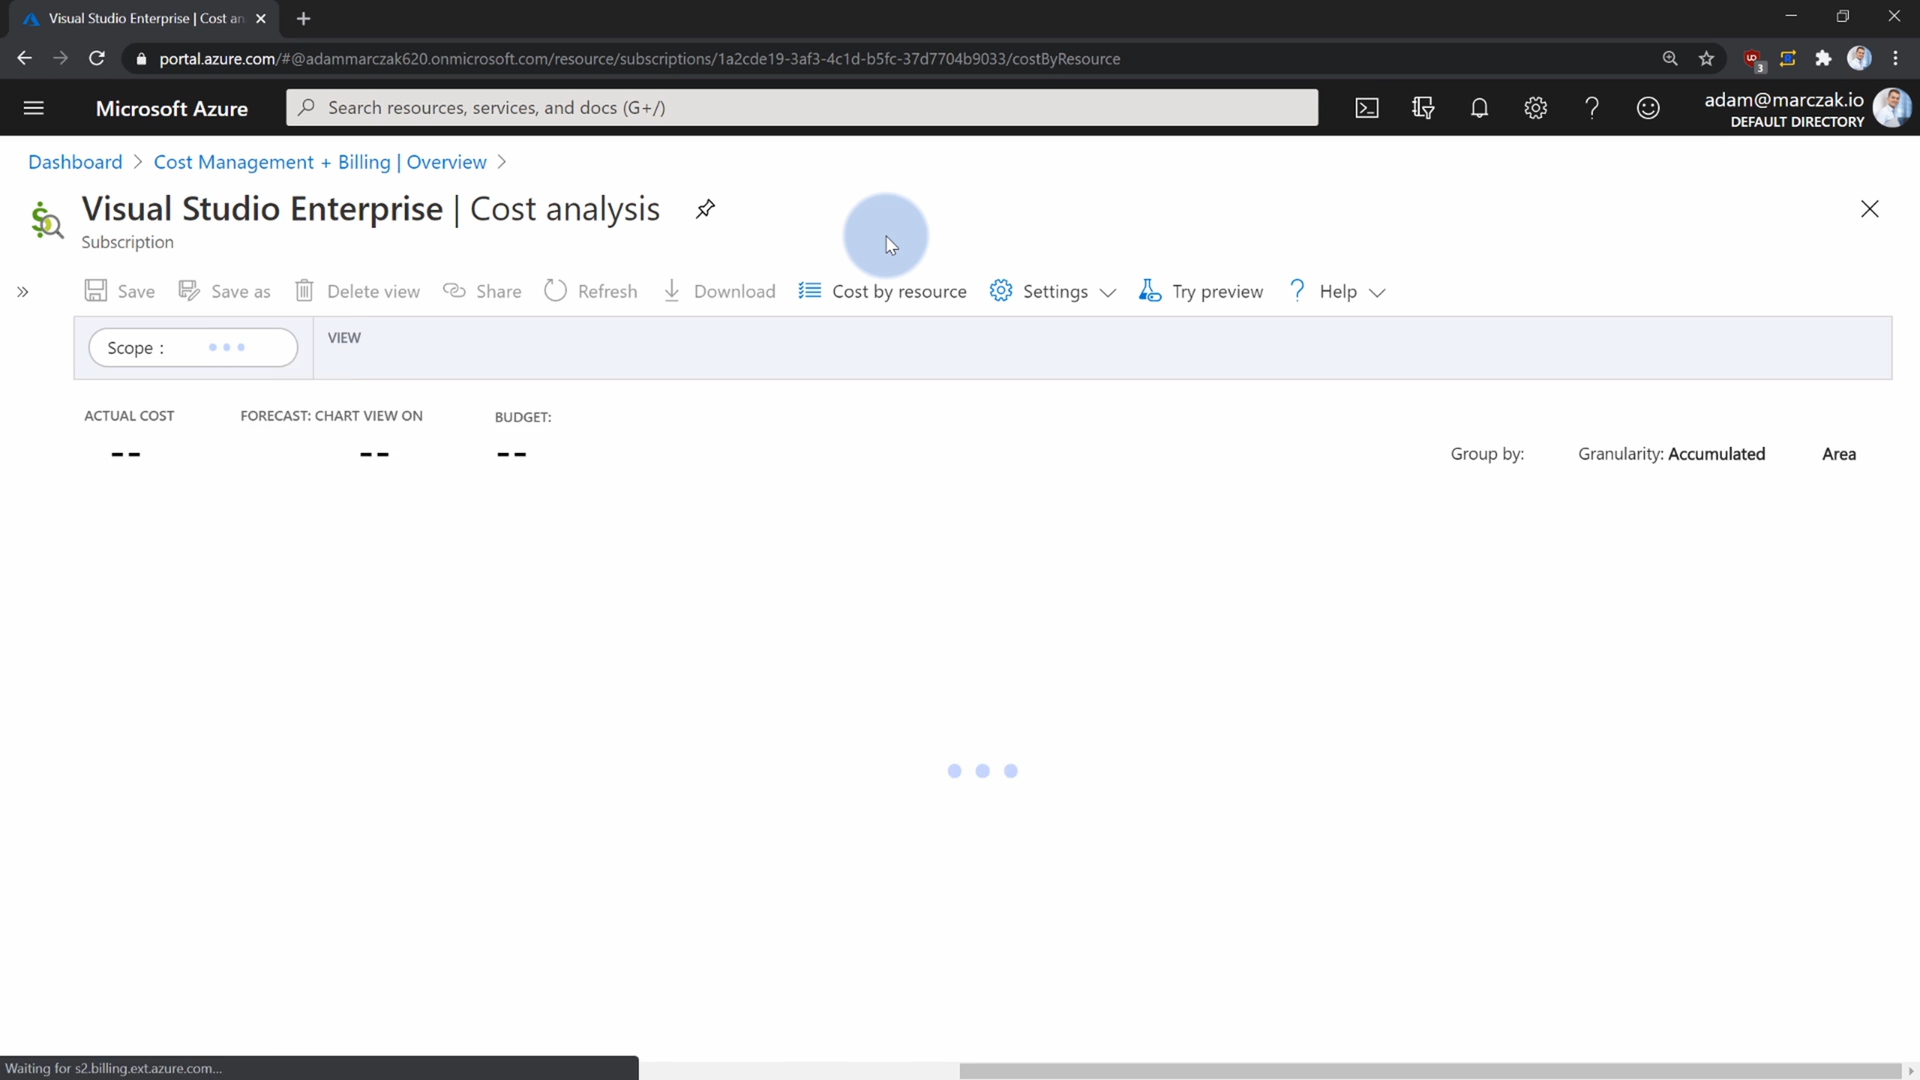 Visual Studio Enterprise | Cost an
portal.azure.com/#@adammarczak620.onmicrosoft.com/resource/subscriptions/1a2cde19-3af3-4c1d-b5fc-37d7704b9033/costByResource
3
Microsoft Azure
Search resources, services, and docs (G+/)
adam@marczak.io
DEFAULT DIRECTORY
Dashboard > Cost Management + Billing | Overview >
Visual Studio Enterprise | Cost analysis
Subscription
Save Save as Delete view Share Refresh Download Cost by resource Settings Try preview ? Help
Scope :
VIEW
ACTUAL COST FORECAST: CHART VIEW ON BUDGET:
-- -- --
Group by: Granularity: Accumulated Area
Waiting for s2.billing.ext.azure.com...